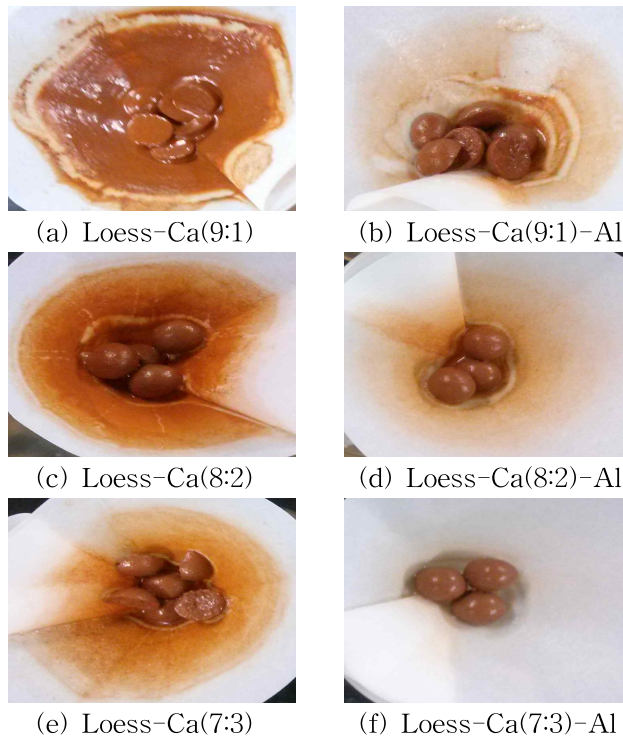 (a) Loess-Ca(9:1)
(b) Loess-Ca(9:1)-Al
(c) Loess-Ca(8:2)
(d) Loess-Ca(8:2)-Al
(e) Loess-Ca(7:3)
(f) Loess-Ca(7:3)-Al